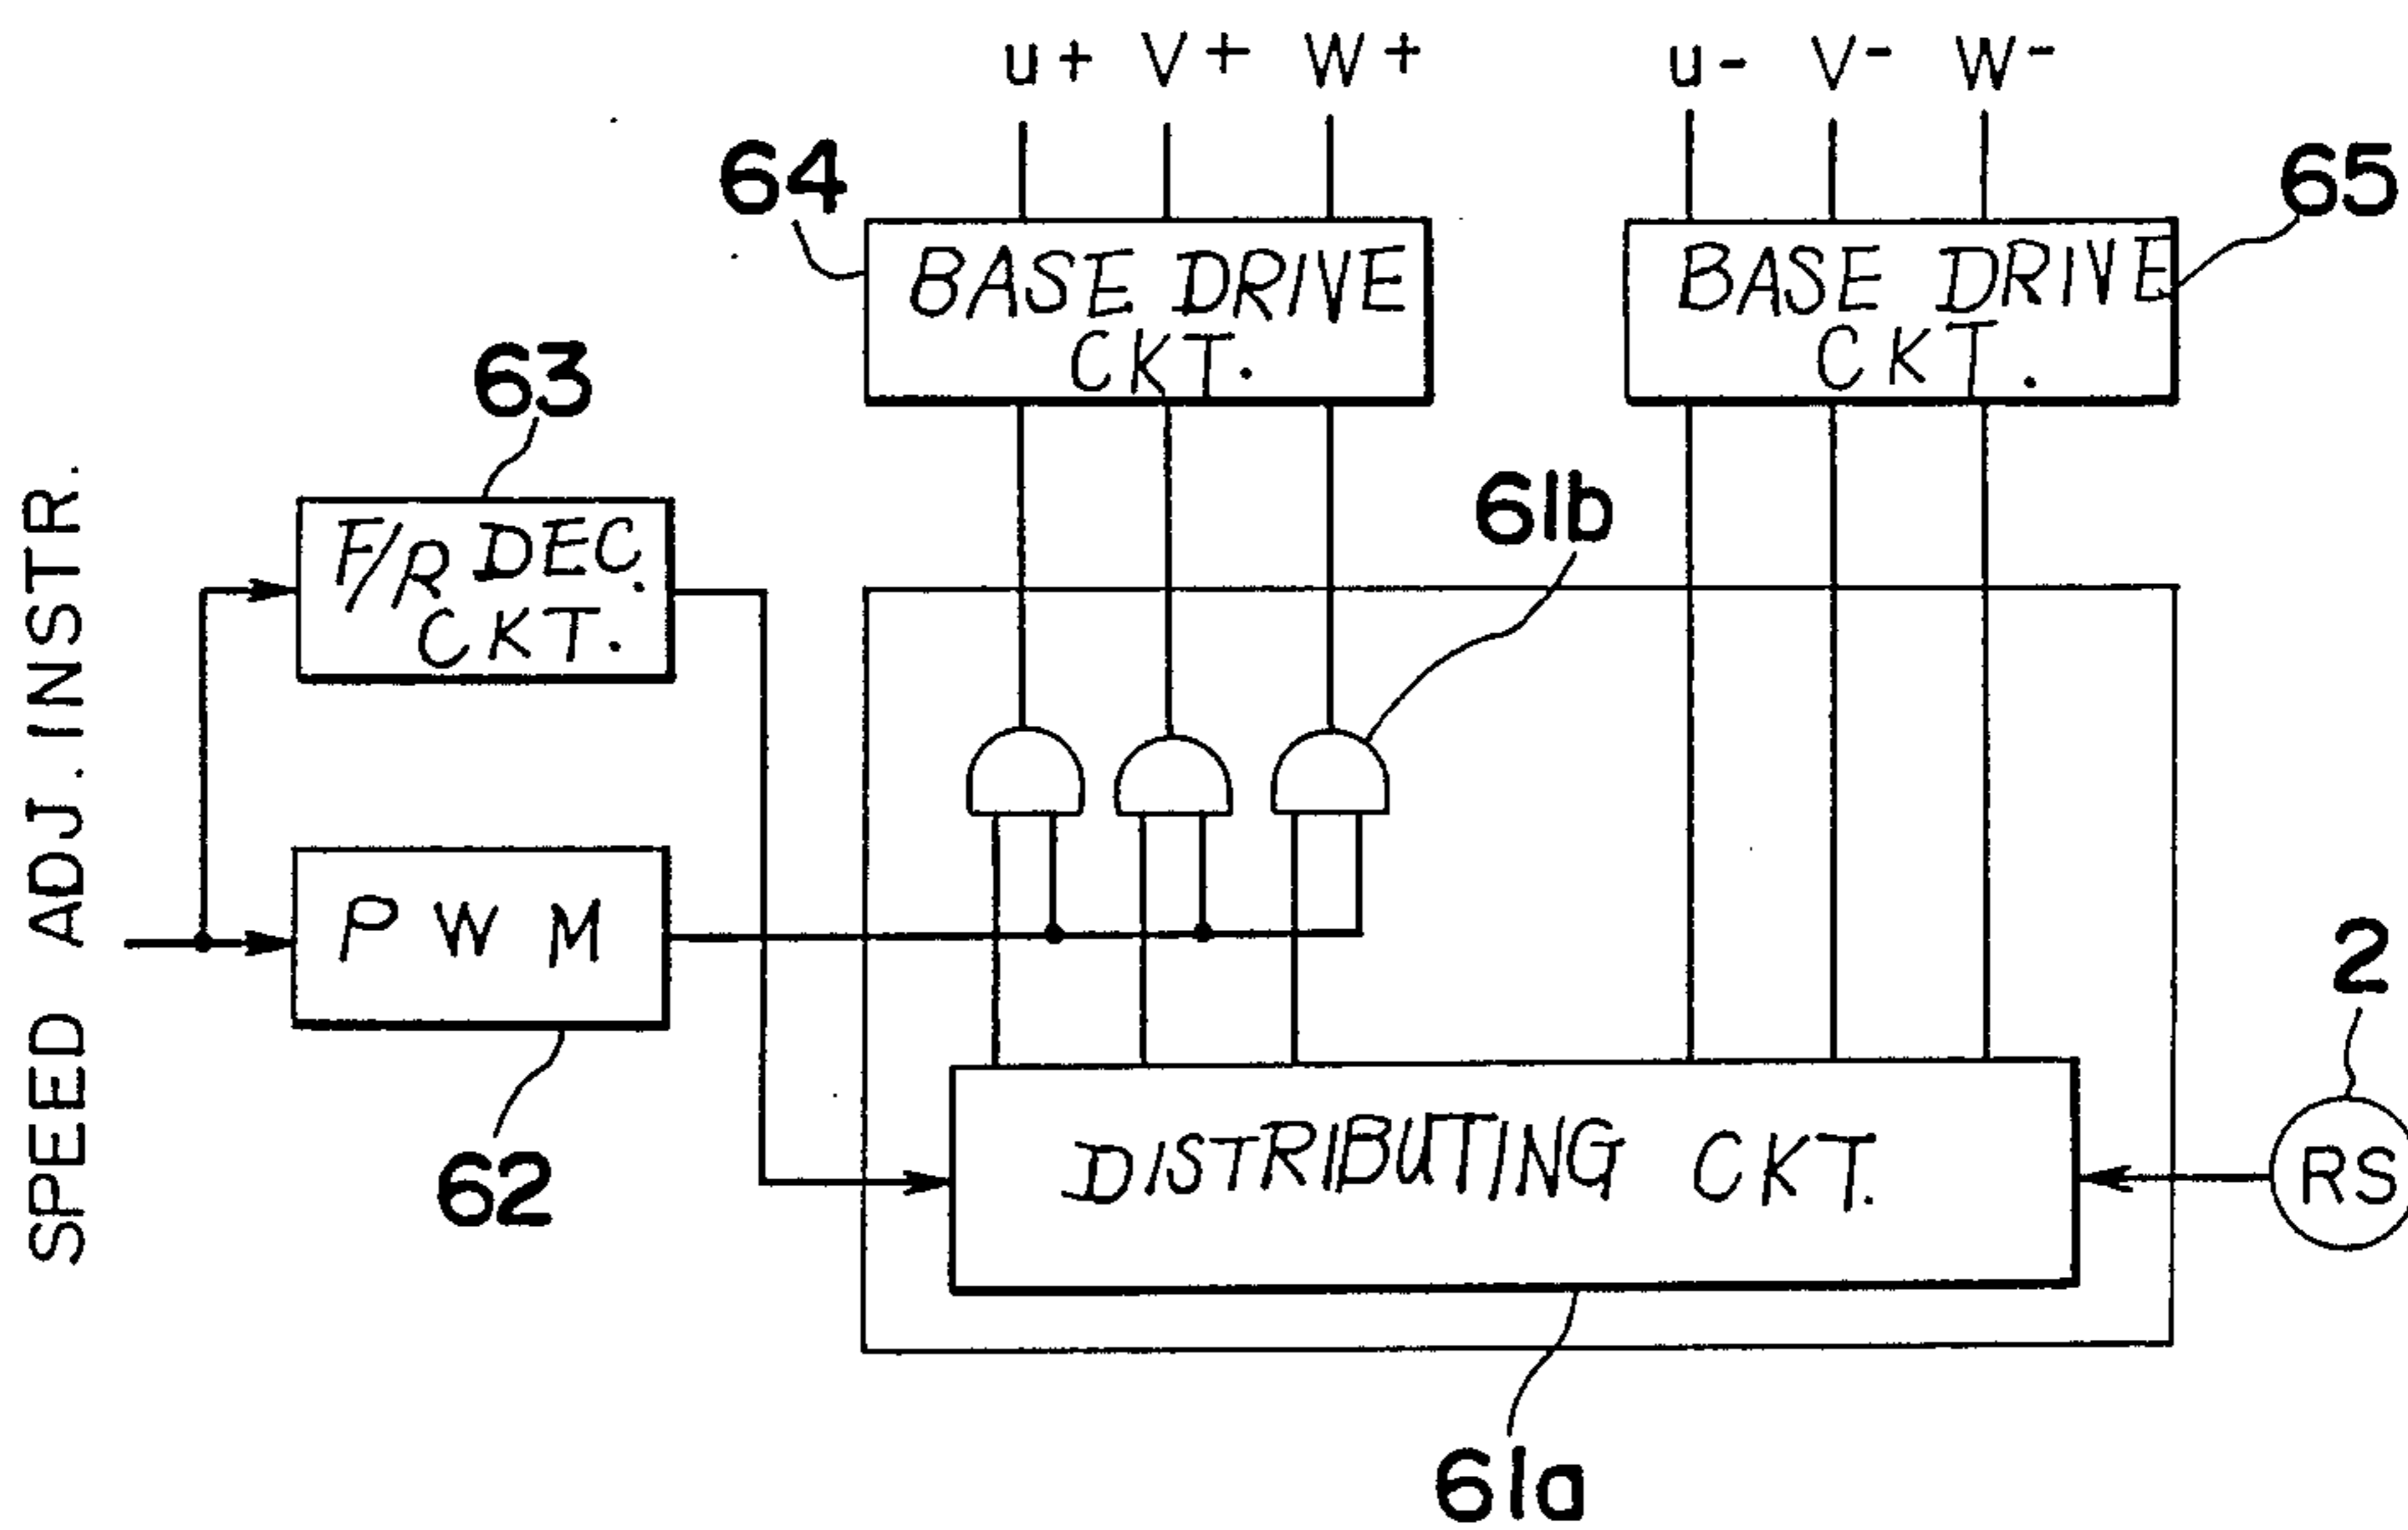 u+ V+ W+ u- V- W-
64
65
BASE DRIVE
CKT.
BASE DRIVE
CKT.
63
61b
F/R DEC.
CKT.
SPEED ADJ. INSTR.
PWM
62
2
DISTRIBUTING CKT.
RS
61a